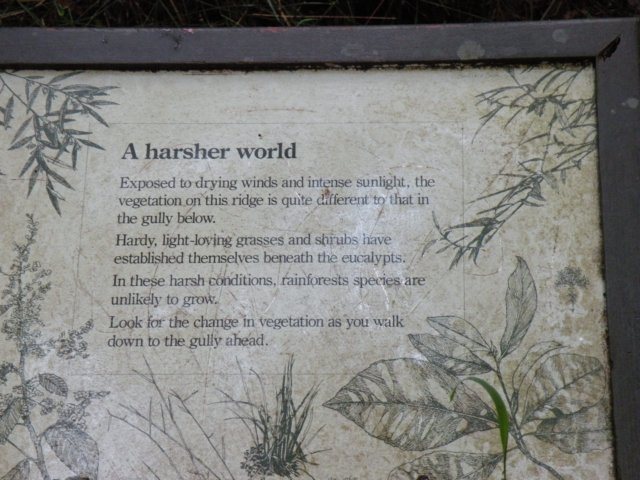 A harsher world
Exposed to drying winds and intense sunlight, the
vegetation on this ridge is quite different to that in
the gully below.
Hardy, light-loving grasses and shrubs have
established themselves beneath the eucalypts.
In these harsh conditions, rainforests species are
unlikely to grow.
Look for the change in vegetation as you walk
down to the gully ahead.